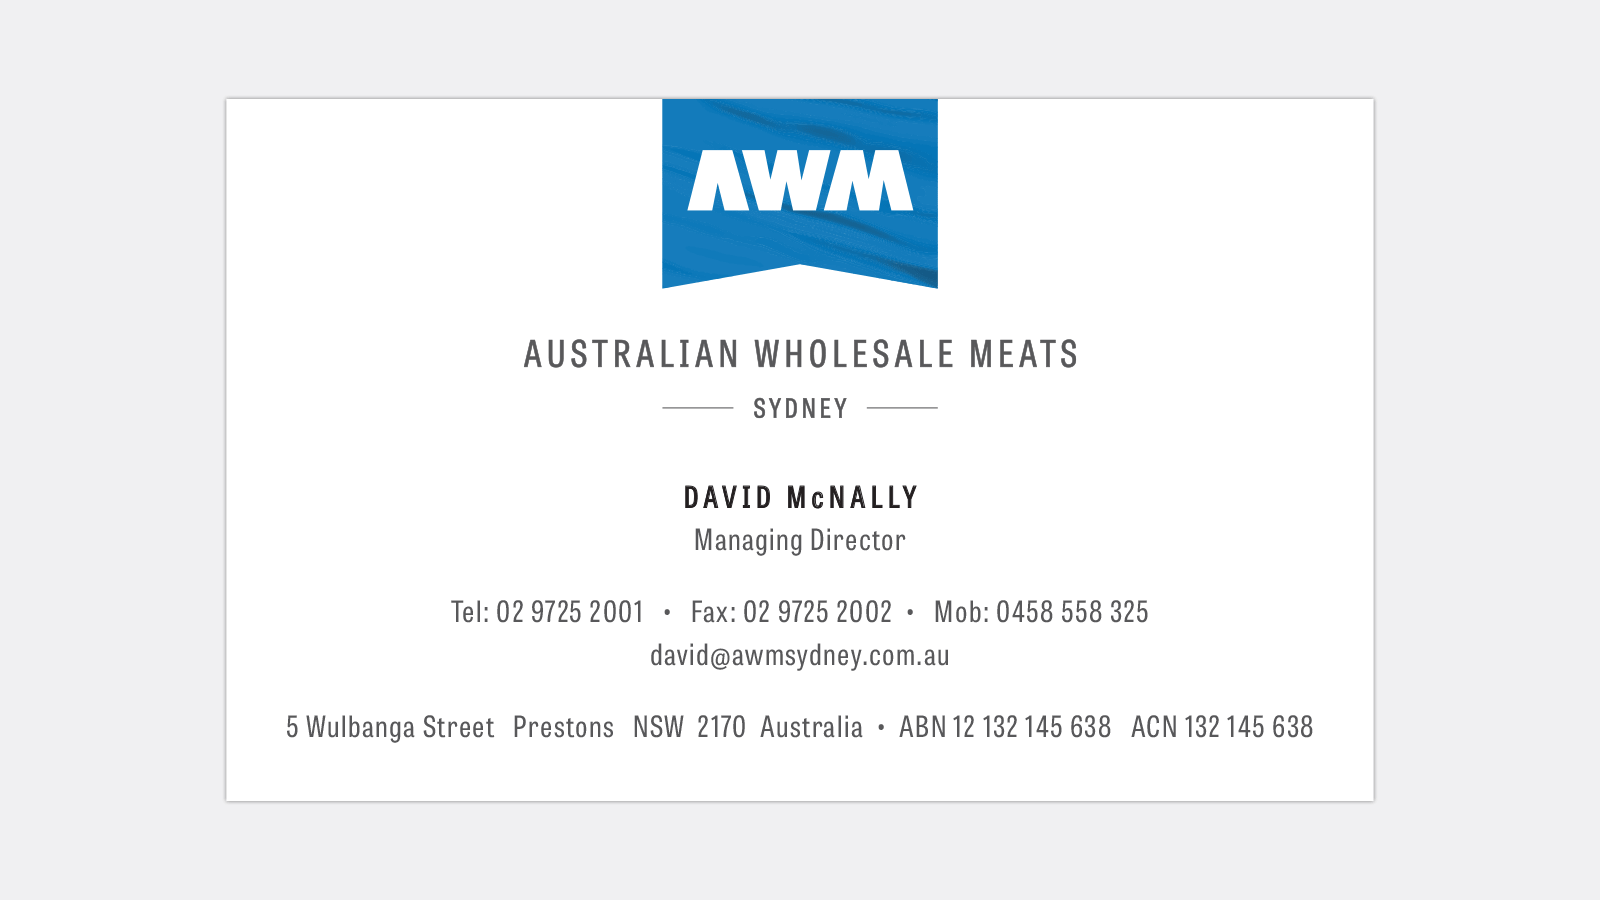 AWM
AUSTRALIAN WHOLESALE MEATS
SYDNEY
DAVID McNALLY
Managing Director
Tel: 02 9725 2001 • Fax: 02 9725 2002 • Mob: 0458 558 325
david@awmsydney.com.au
5 Wulbanga Street Prestons NSW 2170 Australia • ABN 12 132 145 638 ACN 132 145 638